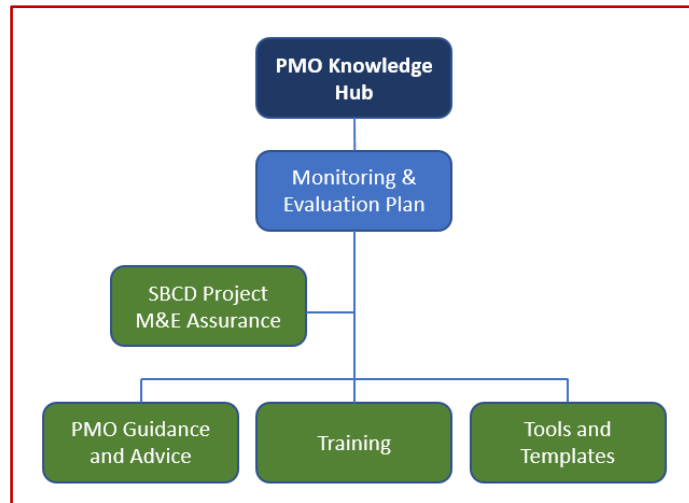 PMO Knowledge
Hub
Monitoring &
Evaluation Plan
SBCD Project
M&E Assurance
PMO Guidance
and Advice
Training
Tools and
Templates